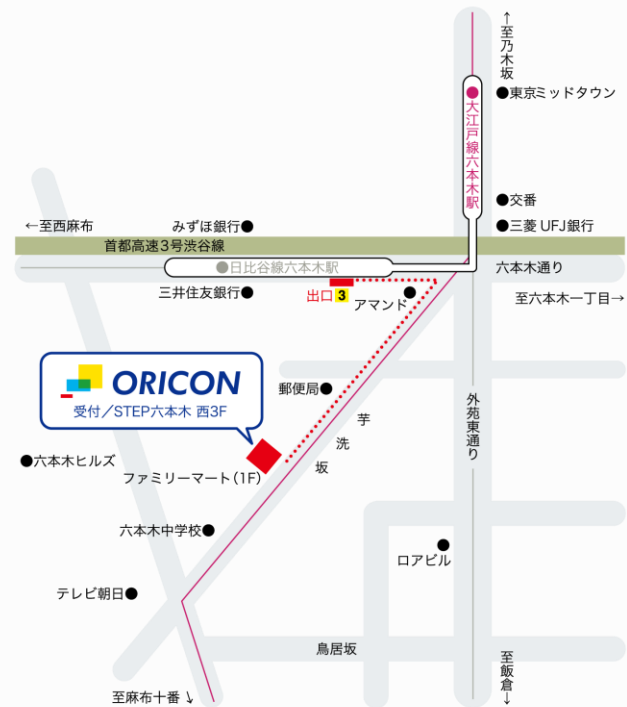 ↑至乃木坂
●東京ミッドタウン
●大江戸線六本木駅
●交番
←至西麻布
みずほ銀行●
●三菱UFJ銀行
首都高速3号渋谷線
●日比谷線六本木駅
六本木通り
三井住友銀行●
出口 3
アマンド●
至六本木一丁目→
ORICON
受付／STEP六本木 西3F
郵便局●
芋洗坂
外苑東通り
●六本木ヒルズ
ファミリーマート(1F)
六本木中学校●
ロアビル●
テレビ朝日●
鳥居坂
至飯倉↓
至麻布十番↓